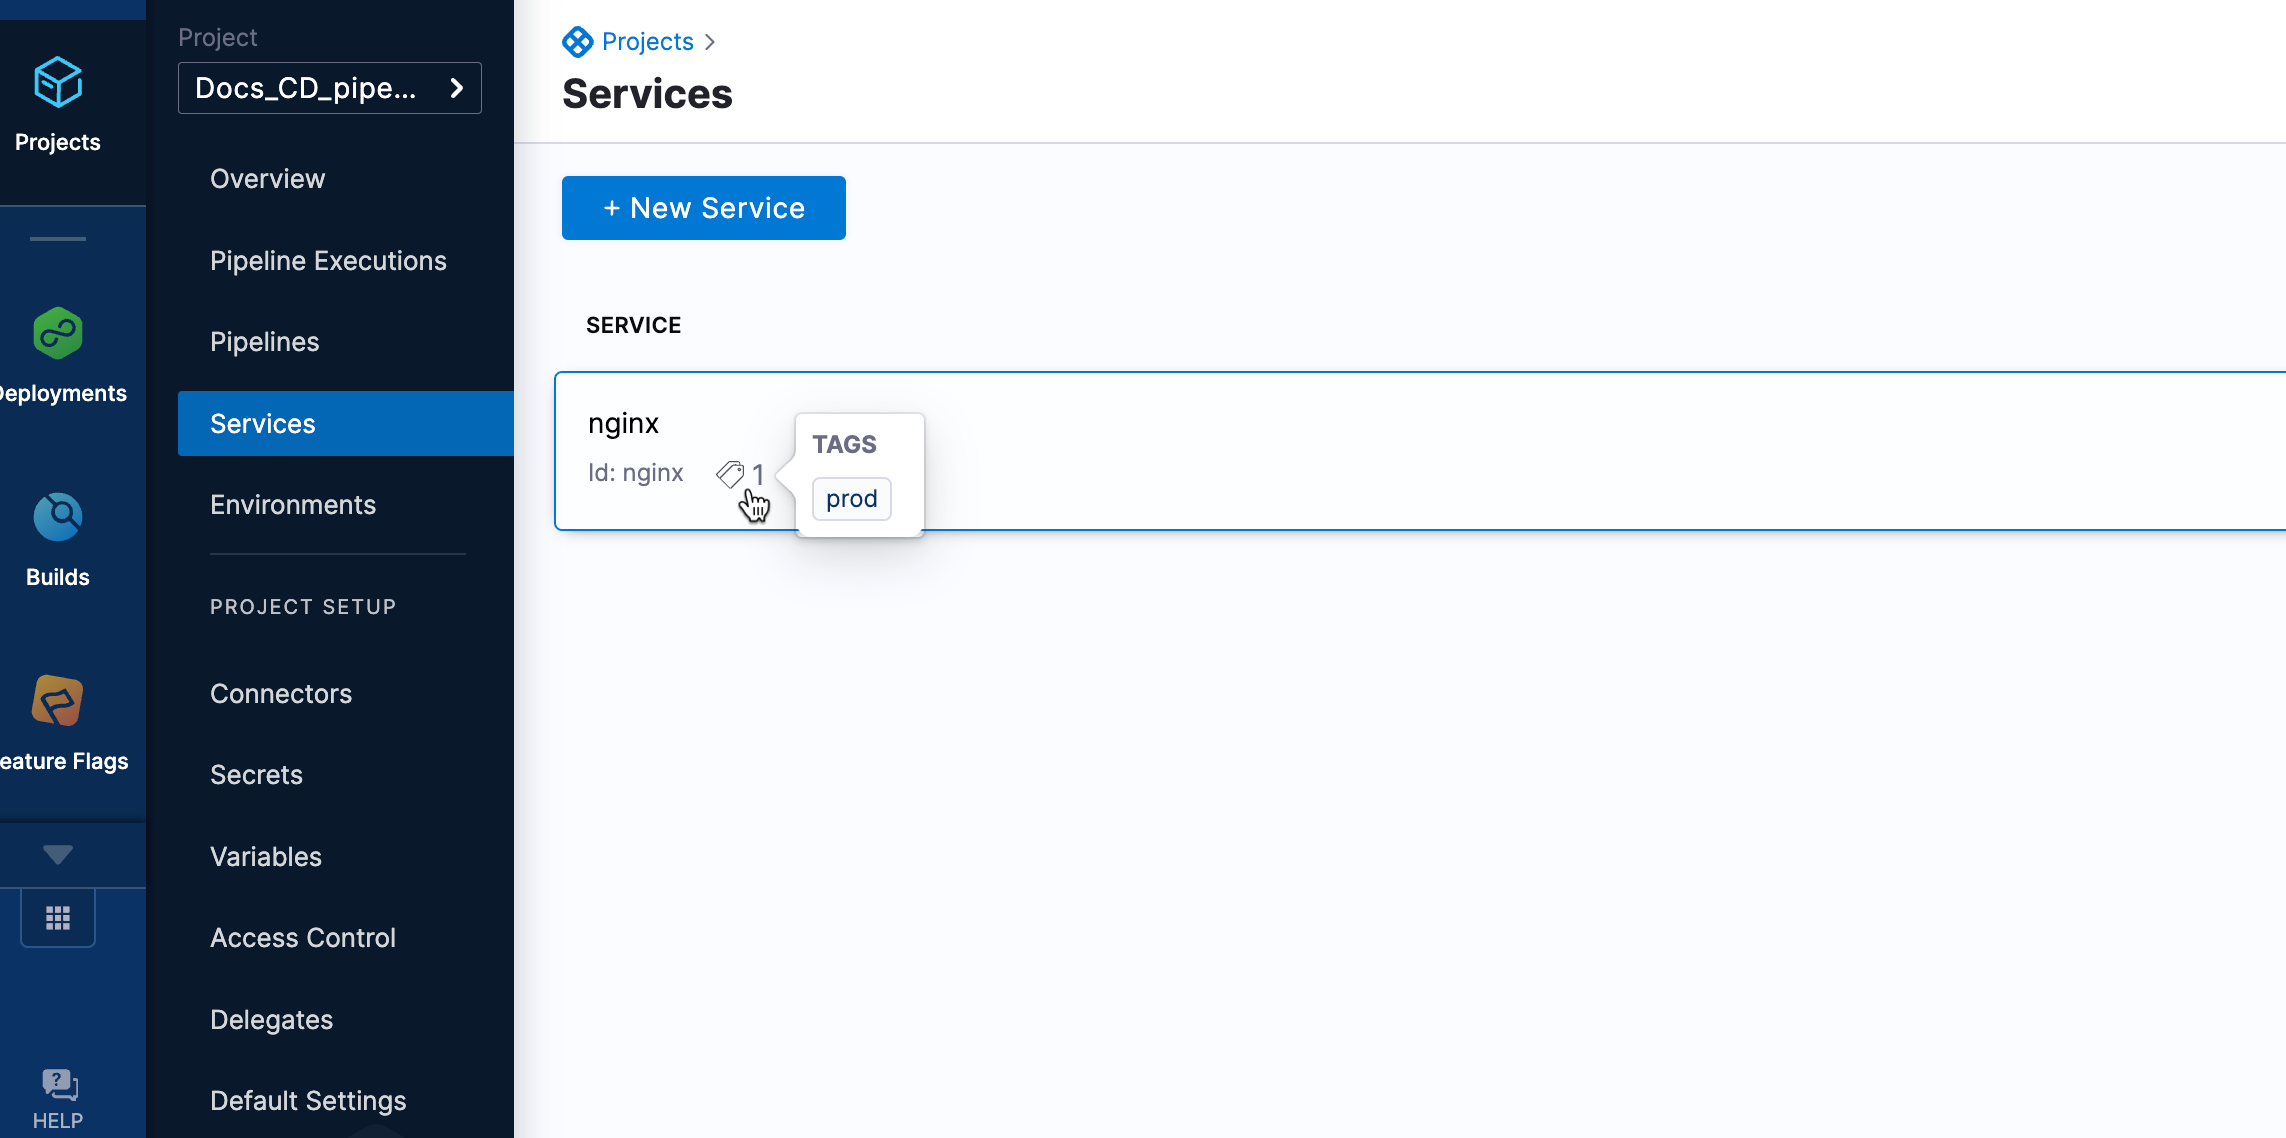 Projects
Deployments
Builds
eature Flags
HELP
Project
Docs_CD_pipe...
Overview
Pipeline Executions
Pipelines
Services
Environments
PROJECT SETUP
Connectors
Secrets
Variables
Access Control
Delegates
Default Settings
Projects
Services
+ New Service
SERVICE
nginx
Id: nginx 1
TAGS
prod